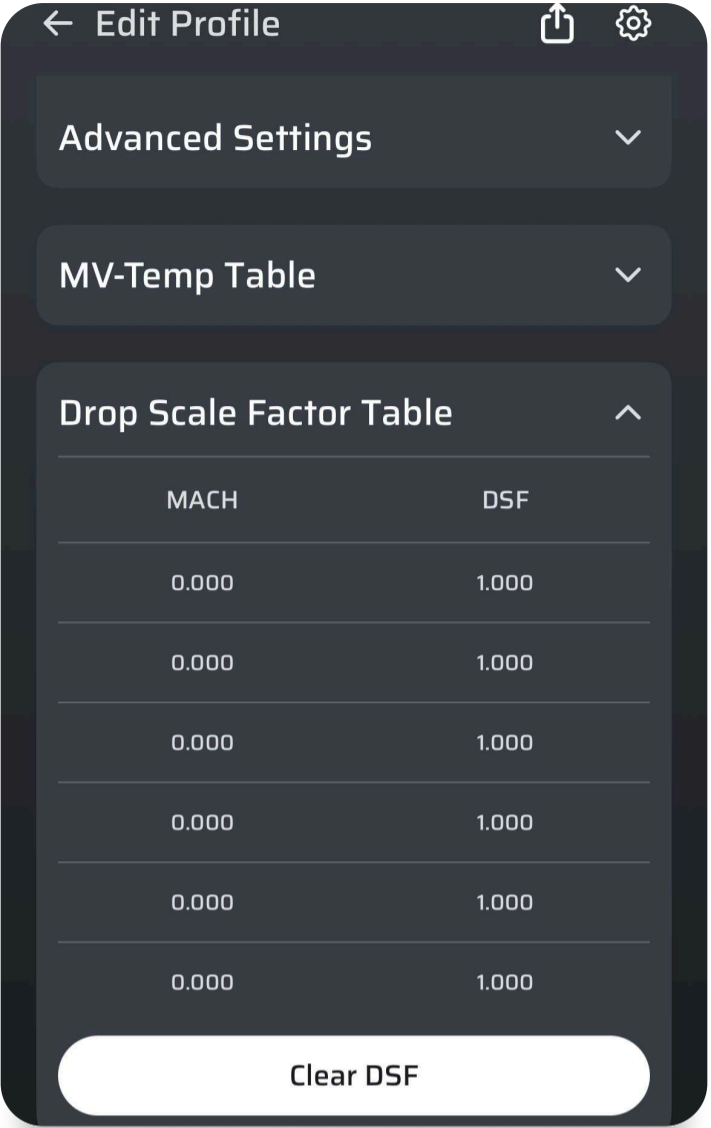 Edit Profile
Advanced Settings
MV-Temp Table
Drop Scale Factor Table
MACH DSF
0.000 1.000
0.000 1.000
0.000 1.000
0.000 1.000
0.000 1.000
0.000 1.000
Clear DSF